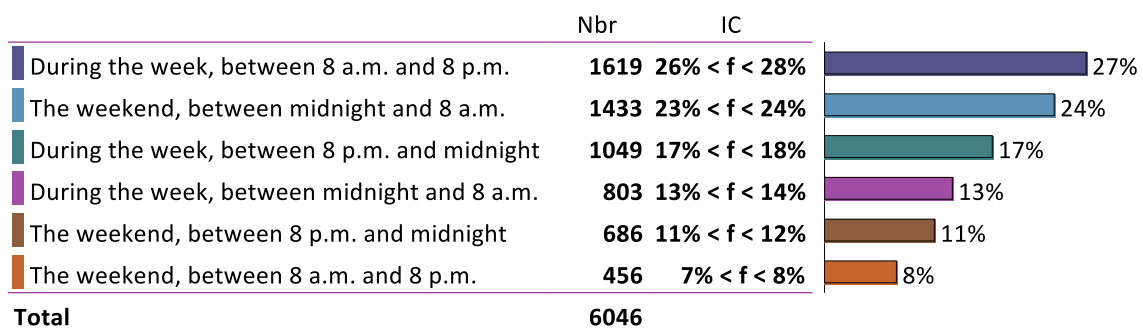 Nbr IC
During the week, between 8 a.m. and 8 p.m. 1619 26% < f < 28% 27%
The weekend, between midnight and 8 a.m. 1433 23% < f < 24% 24%
During the week, between 8 p.m. and midnight 1049 17% < f < 18% 17%
During the week, between midnight and 8 a.m. 803 13% < f < 14% 13%
The weekend, between 8 p.m. and midnight 686 11% < f < 12% 11%
The weekend, between 8 a.m. and 8 p.m. 456 7% < f < 8% 8%
Total 6046